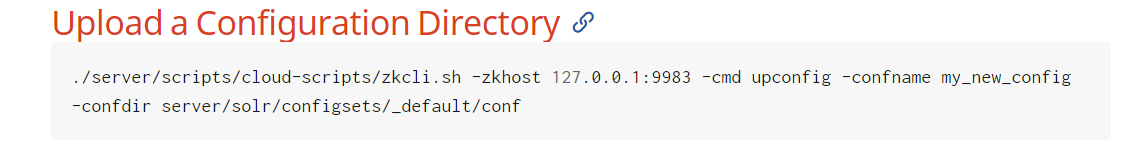 Upload a Configuration Directory
./server/scripts/cloud-scripts/zkcli.sh -zkhost 127.0.0.1:9983 -cmd upconfig -confname my_new_config
-confdir server/solr/configsets/_default/conf